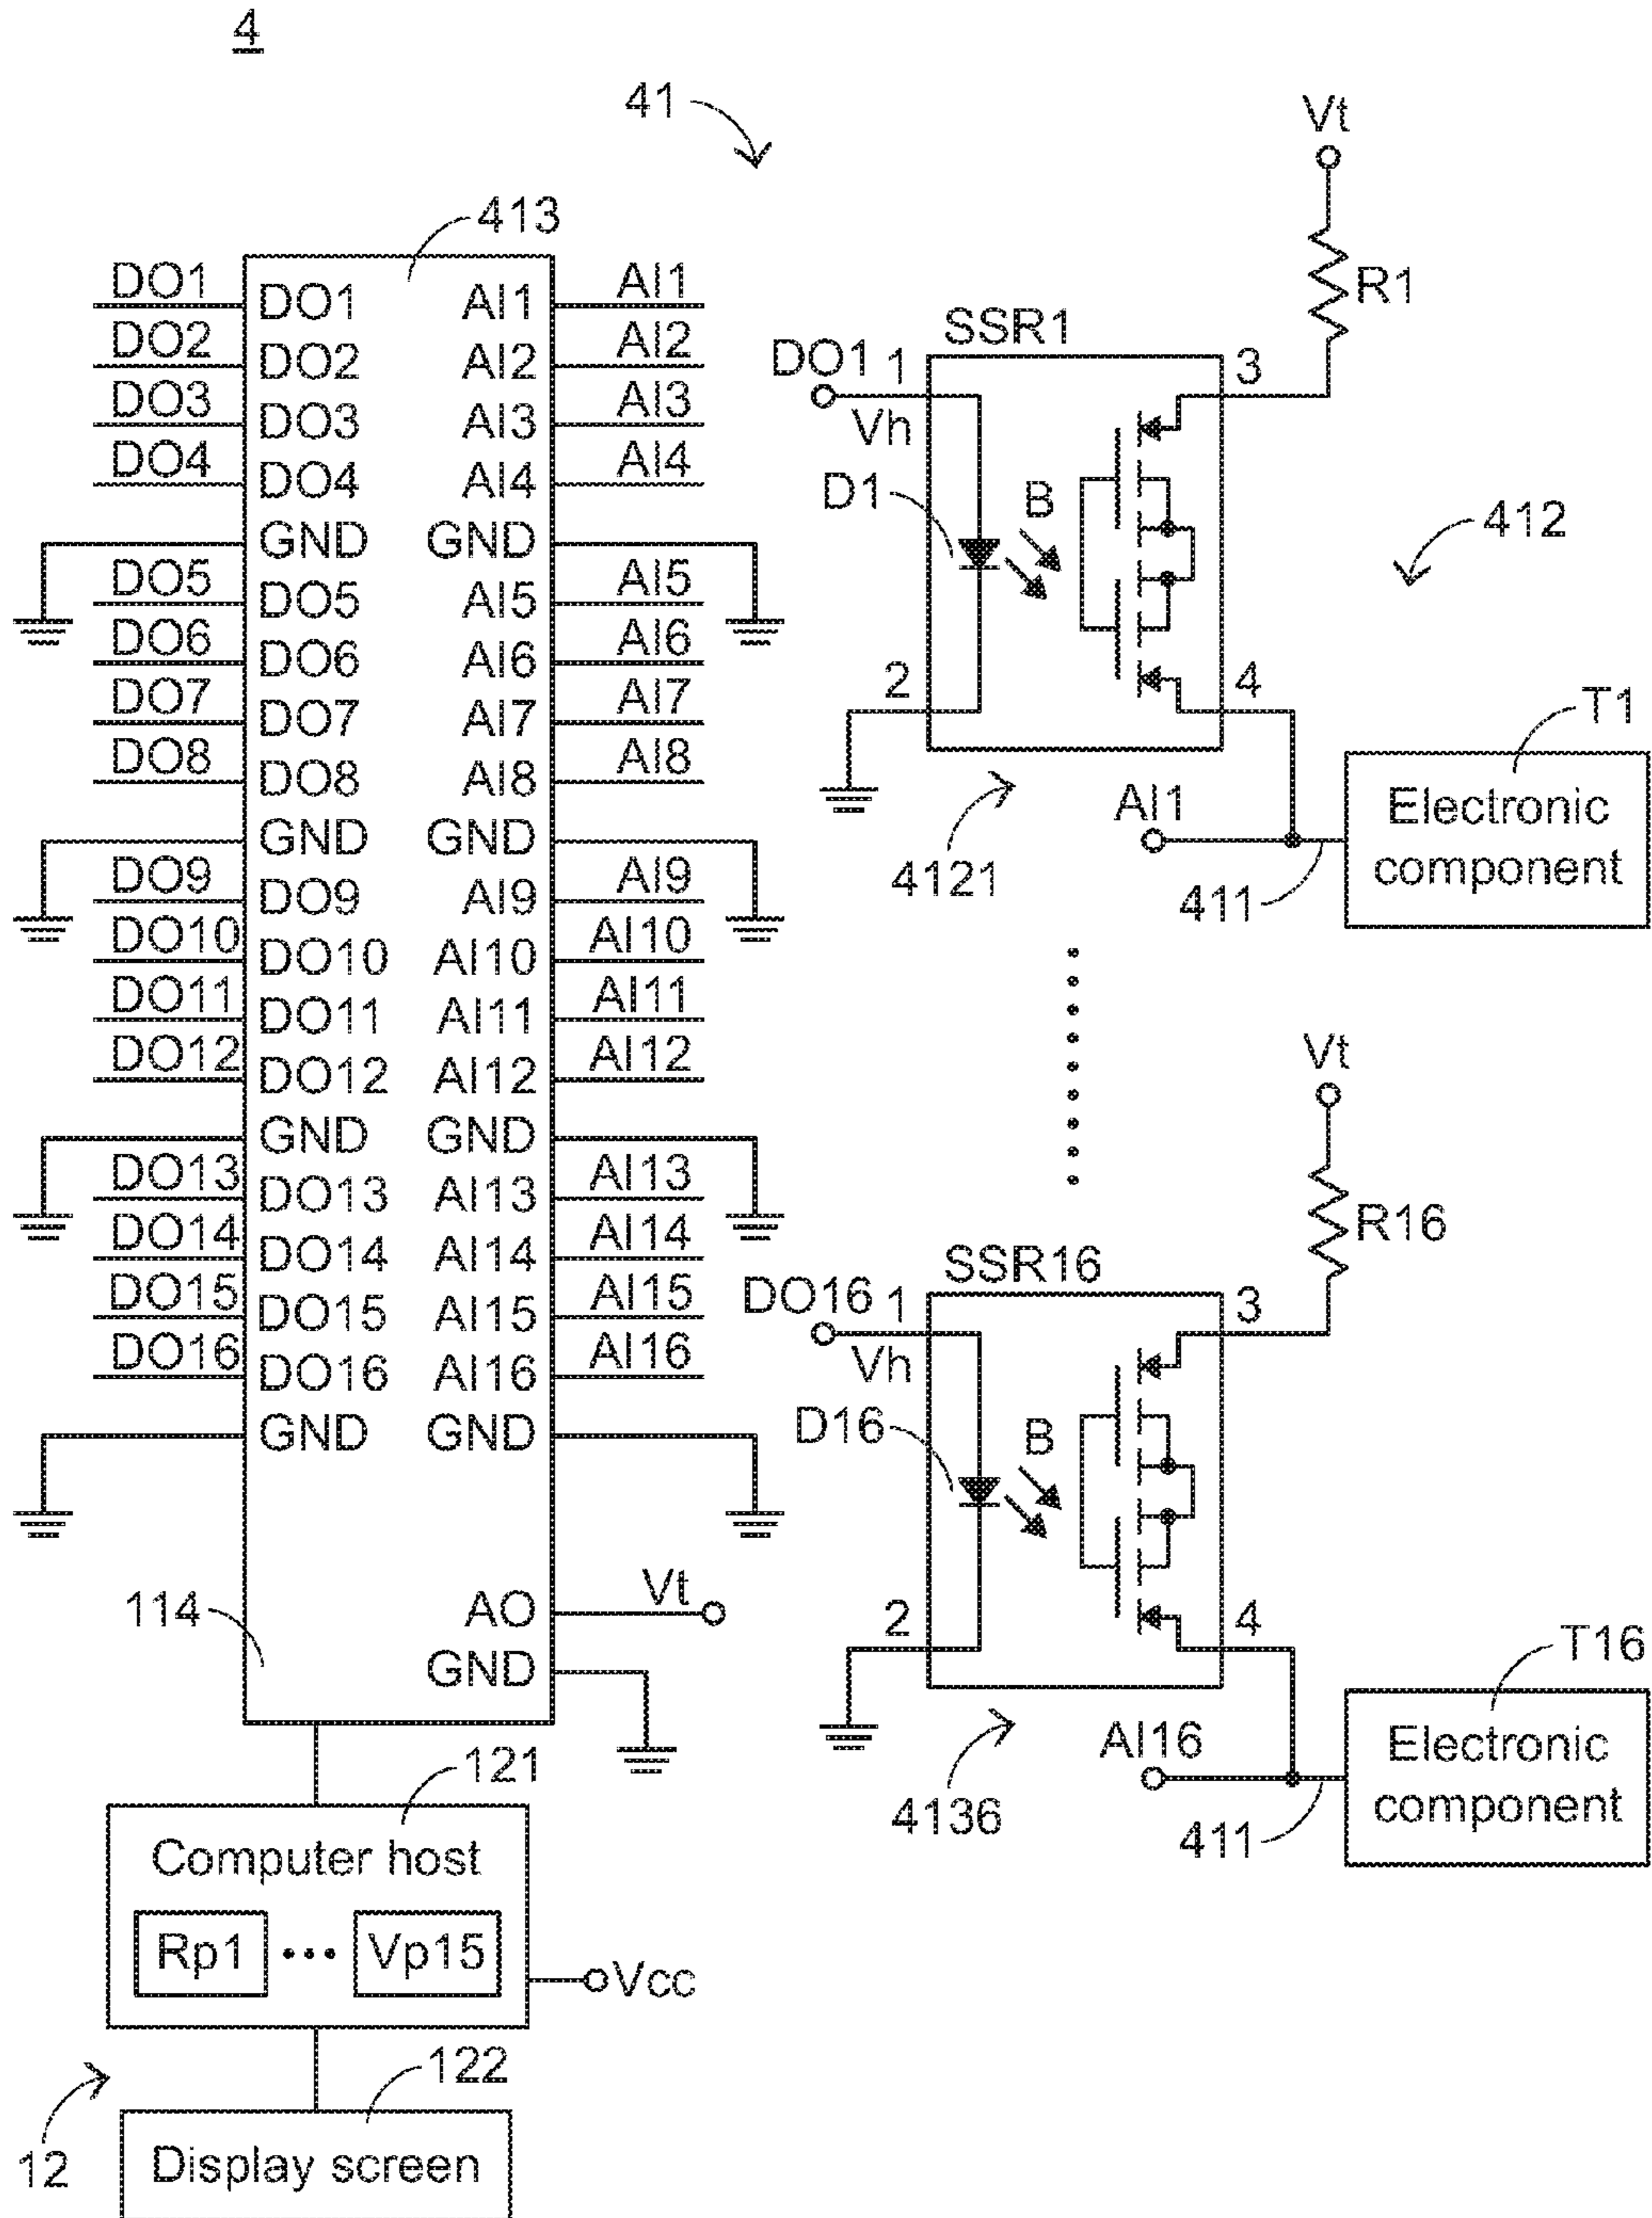 4
41
413
DO1 DO1 AI1 AI1
DO2 DO2 AI2 AI2
DO3 DO3 AI3 AI3
DO4 DO4 AI4 AI4
GND GND
DO5 DO5 AI5 AI5
DO6 DO6 AI6 AI6
DO7 DO7 AI7 AI7
DO8 DO8 AI8 AI8
GND GND
DO9 DO9 AI9 AI9
DO10 DO10 AI10 AI10
DO11 DO11 AI11 AI11
DO12 DO12 AI12 AI12
GND GND
DO13 DO13 AI13 AI13
DO14 DO14 AI14 AI14
DO15 DO15 AI15 AI15
DO16 DO16 AI16 AI16
GND GND
114
AO Vt
GND
121
Computer host
Rp1 ••• Vp15
Vcc
122
12
Display screen
Vt
R1
SSR1
DO1 1 3
Vh
D1 B
412
2 4
T1
AI1
Electronic
component
4121
411
Vt
R16
SSR16
DO16 1 3
Vh
D16 B
2 4
T16
AI16
Electronic
component
4136
411